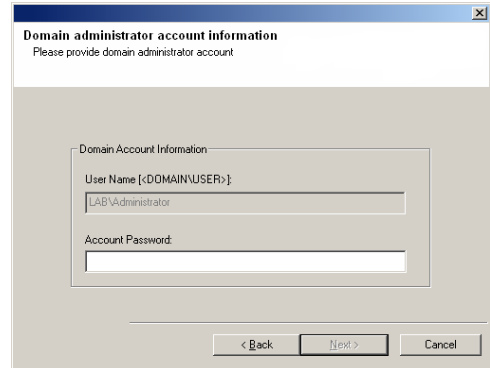 Domain administrator account information
Please provide domain administrator account
Domain Account Information
User Name [<DOMAIN\USER>]:
LAB\Administrator
Account Password:
< Back
Next >
Cancel